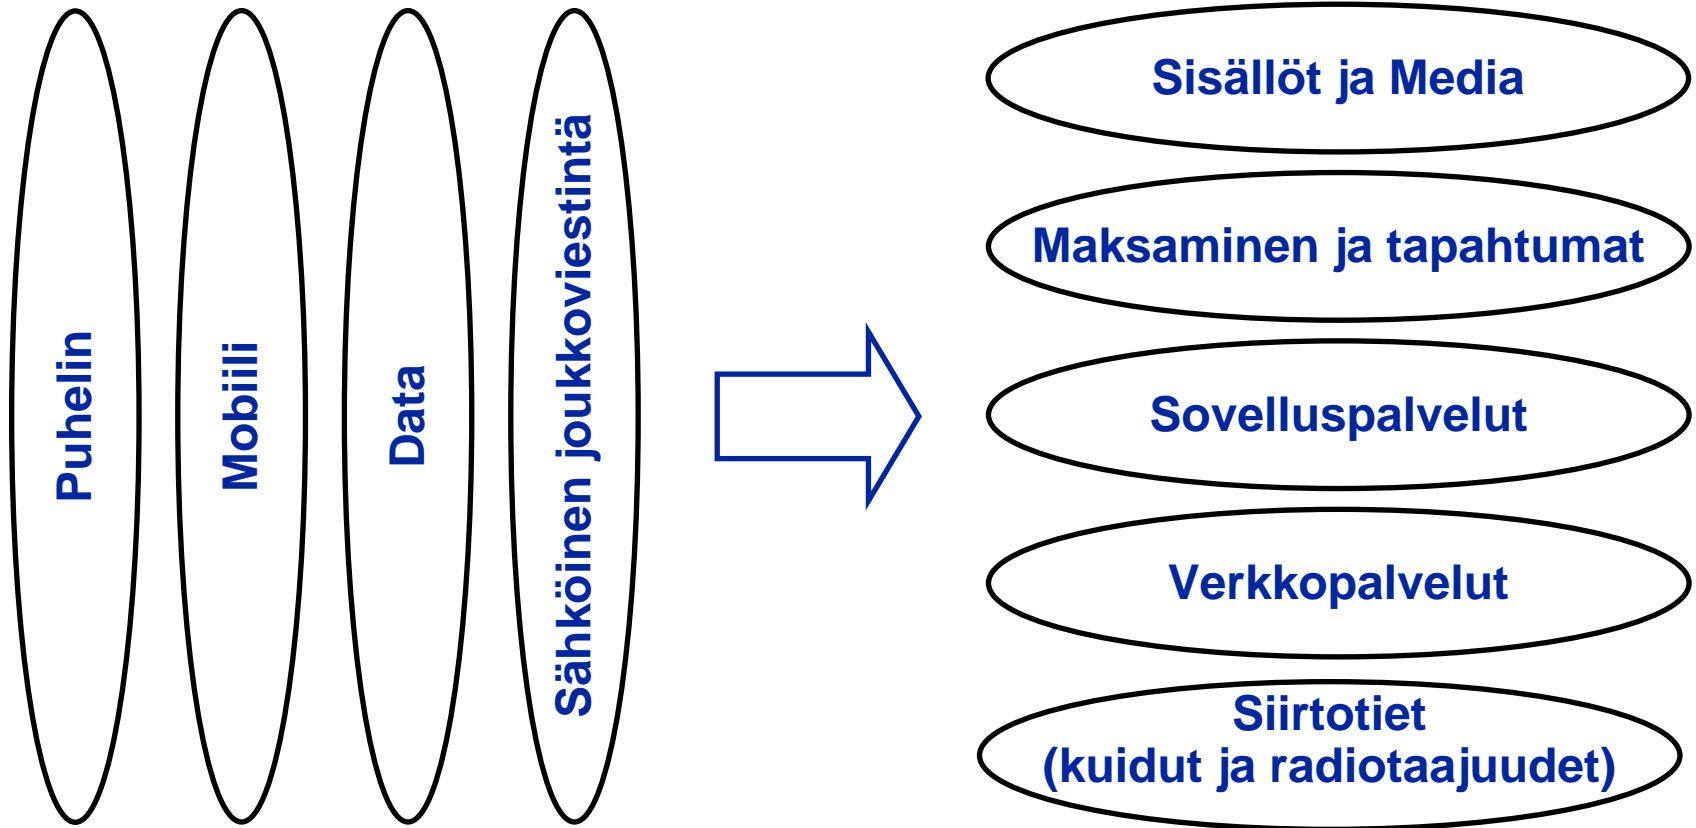 Puhelin
Mobiili
Data
Sähköinen joukkoviestintä
Sisällöt ja Media
Maksaminen ja tapahtumat
Sovelluspalvelut
Verkkopalvelut
Siirtotiet
(kuidut ja radiotaajuudet)